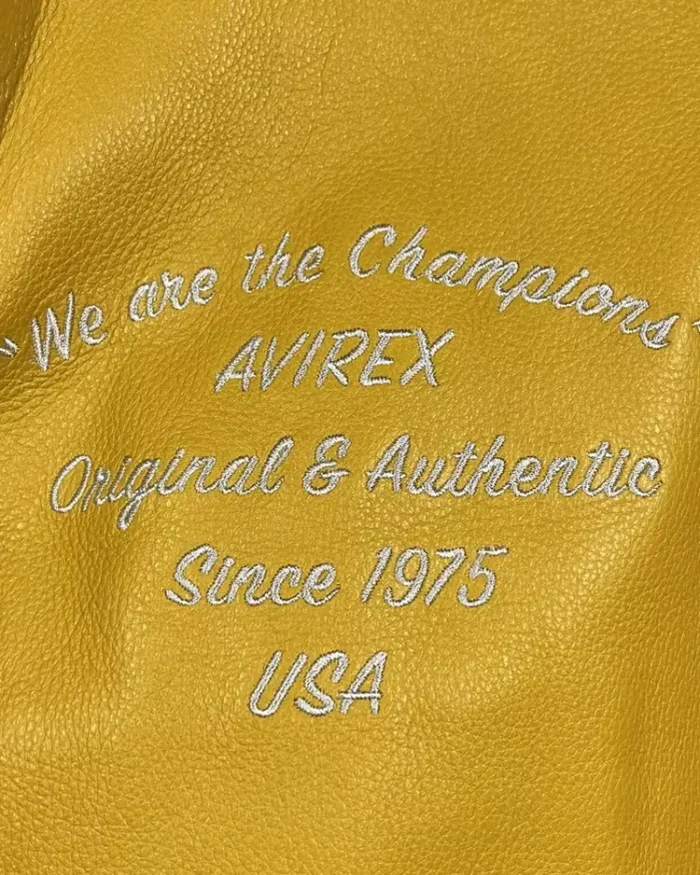 "We are the Champions"
AVIREX
Original & Authentic
Since 1975
USA